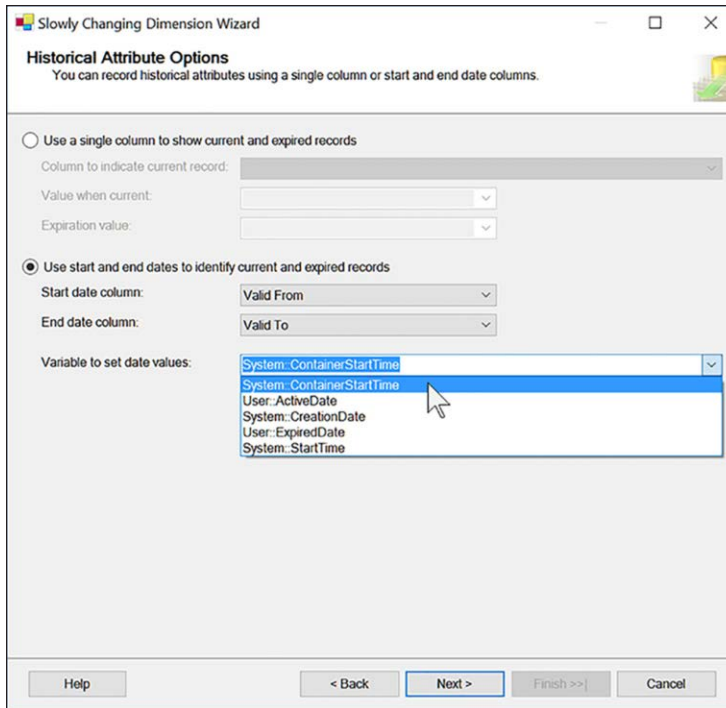 Slowly Changing Dimension Wizard
Historical Attribute Options
You can record historical attributes using a single column or start and end date columns.
Use a single column to show current and expired records
Column to indicate current record:
Value when current:
Expiration value:
Use start and end dates to identify current and expired records
Start date column: Valid From
End date column: Valid To
Variable to set date values: System::ContainerStartTime
System::ContainerStartTime
User::ActiveDate
System::CreationDate
User::ExpiredDate
System::StartTime
Help < Back Next > Finish >>| Cancel